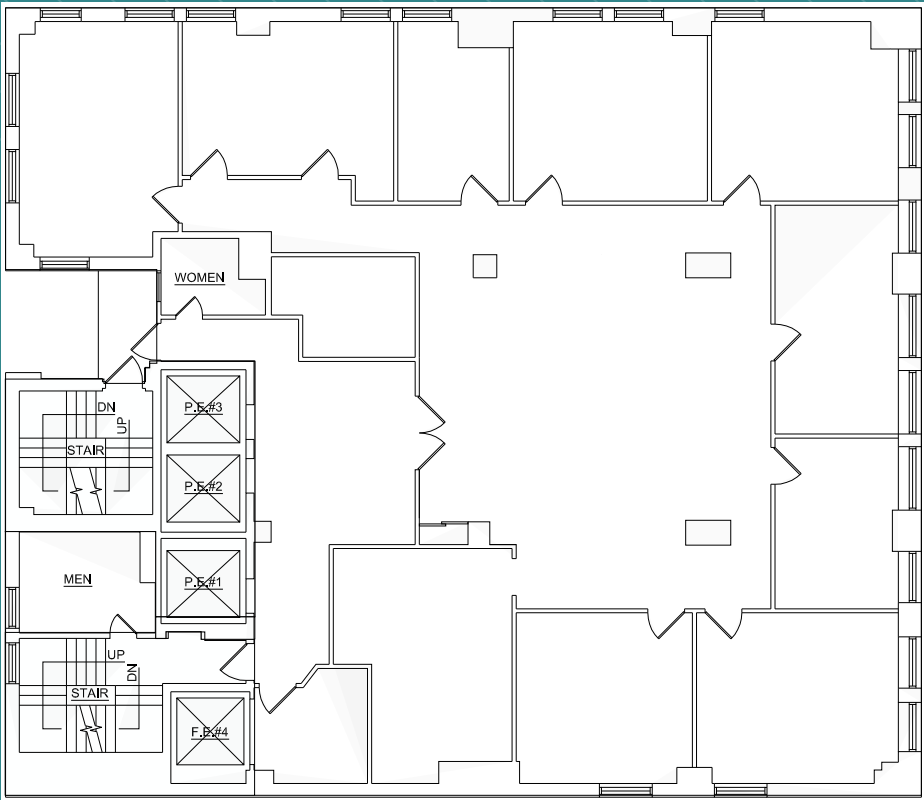 WOMEN
P.E.#3
DN
UP
STAIR
P.E.#2
MEN
P.E.#1
UP
DN
STAIR
F.E.#4